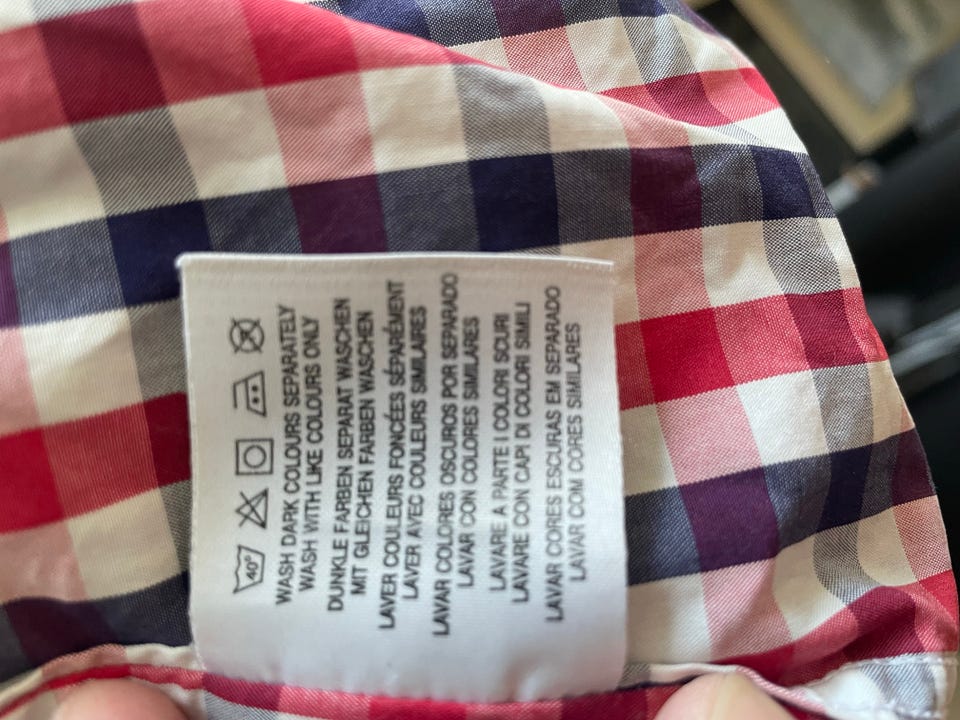 40°
WASH DARK COLOURS SEPARATELY
WASH WITH LIKE COLOURS ONLY
DUNKLE FARBEN SEPARAT WASCHEN
MIT GLEICHEN FARBEN WASCHEN
LAVER COULEURS FONCÉES SÉPARÉMENT
LAVER AVEC COULEURS SIMILAIRES
LAVAR COLORES OSCUROS POR SEPARADO
LAVAR CON COLORES SIMILARES
LAVARE A PARTE I COLORI SCURI
LAVARE CON CAPI DI COLORI SIMILI
LAVAR CORES ESCURAS EM SEPARADO
LAVAR COM CORES SIMILARES